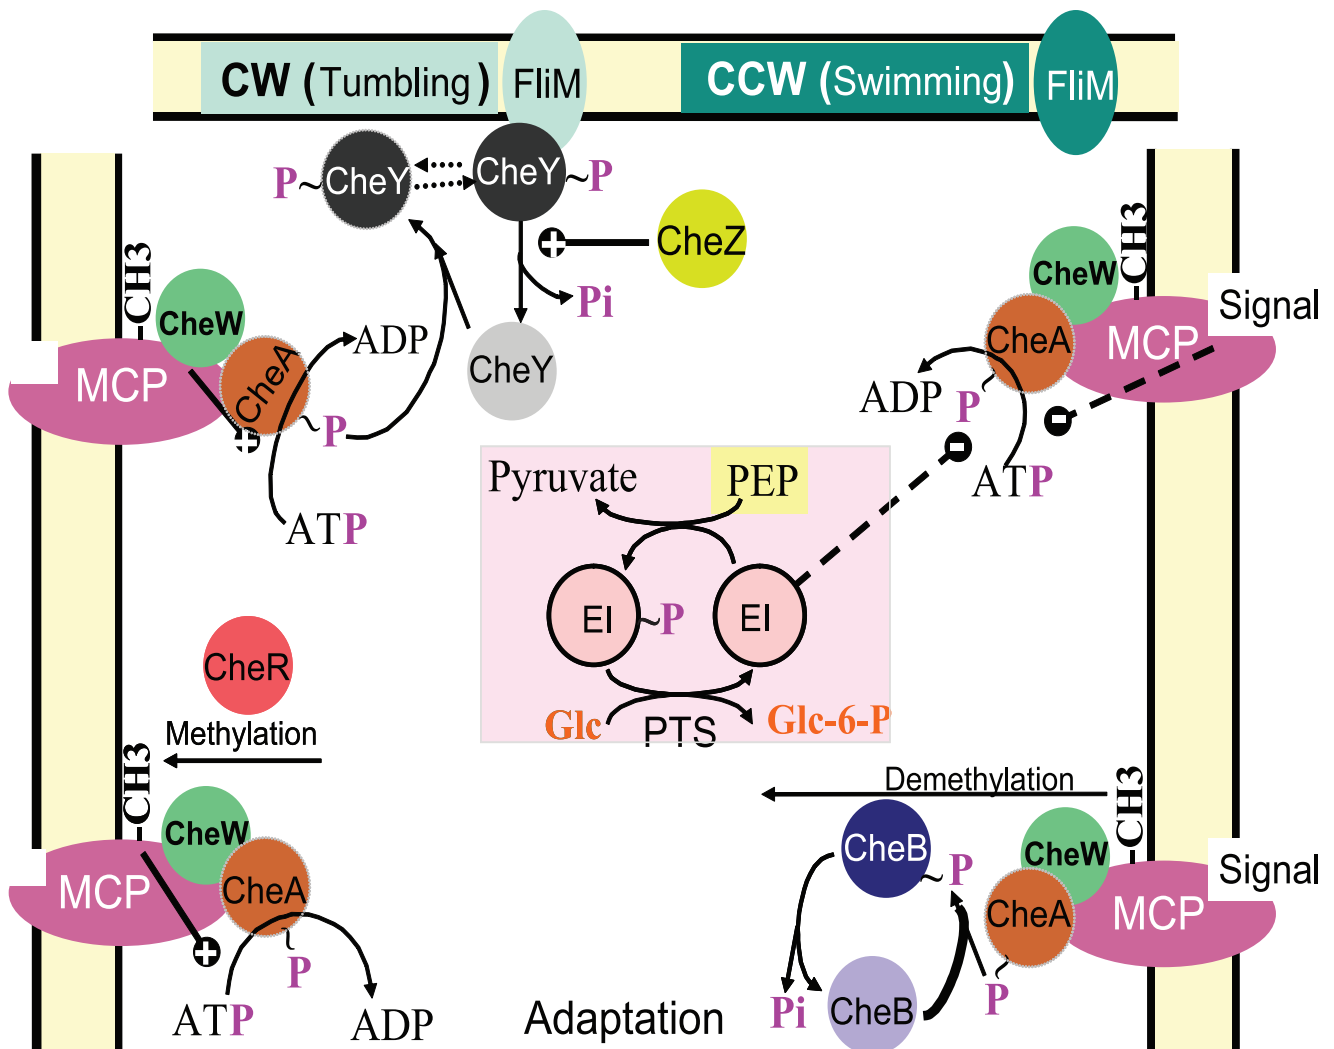 CW (Tumbling)
FliM
CCW (Swimming)
FliM
P~CheY
CheY~P
CheZ
+
Pi
CheY
CH3
CheW
MCP
CheA
~P
+
ADP
ATP
CH3
CheW
CheA
MCP
Signal
ADP
P~
-
-
ATP
Pyruvate
PEP
EI
~P
EI
Glc
PTS
Glc-6-P
CheR
Methylation
CH3
CheW
MCP
CheA
+
~P
ATP
ADP
Adaptation
Demethylation
CH3
CheB
~P
CheW
CheA
MCP
Signal
Pi
CheB
P~